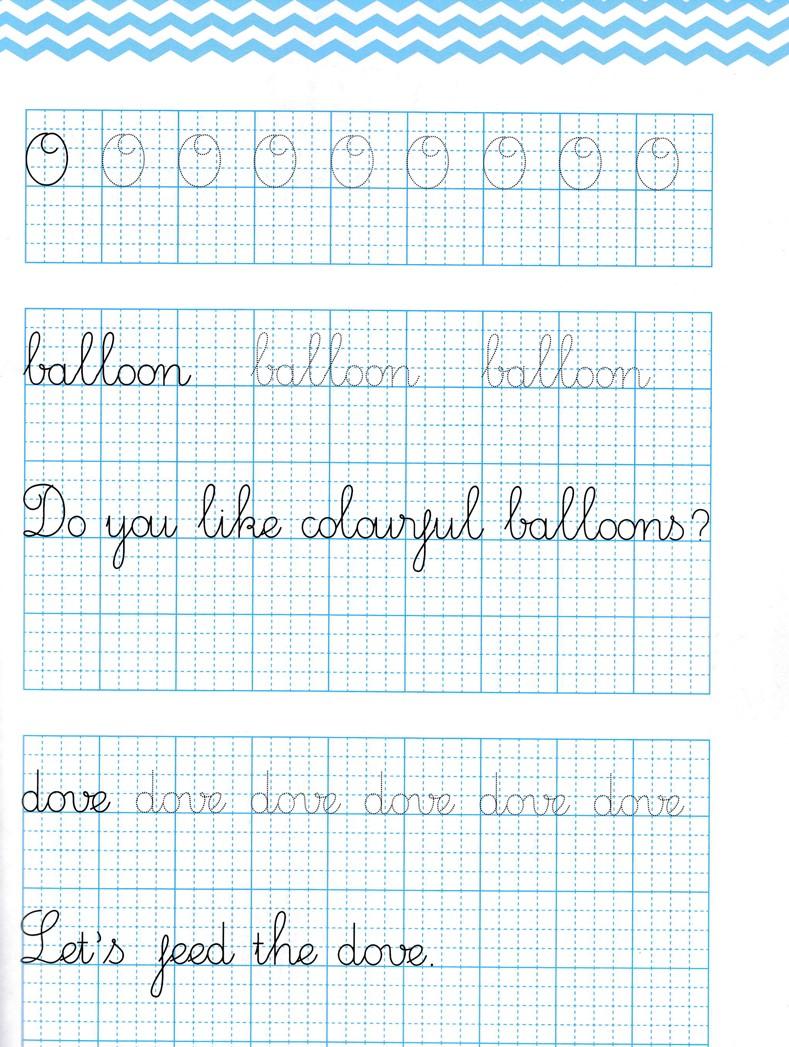 O O O O O O O O O
balloon balloon balloon
Do you like colourful balloons?
dove dove dove dove dove dove
Let's feed the dove.